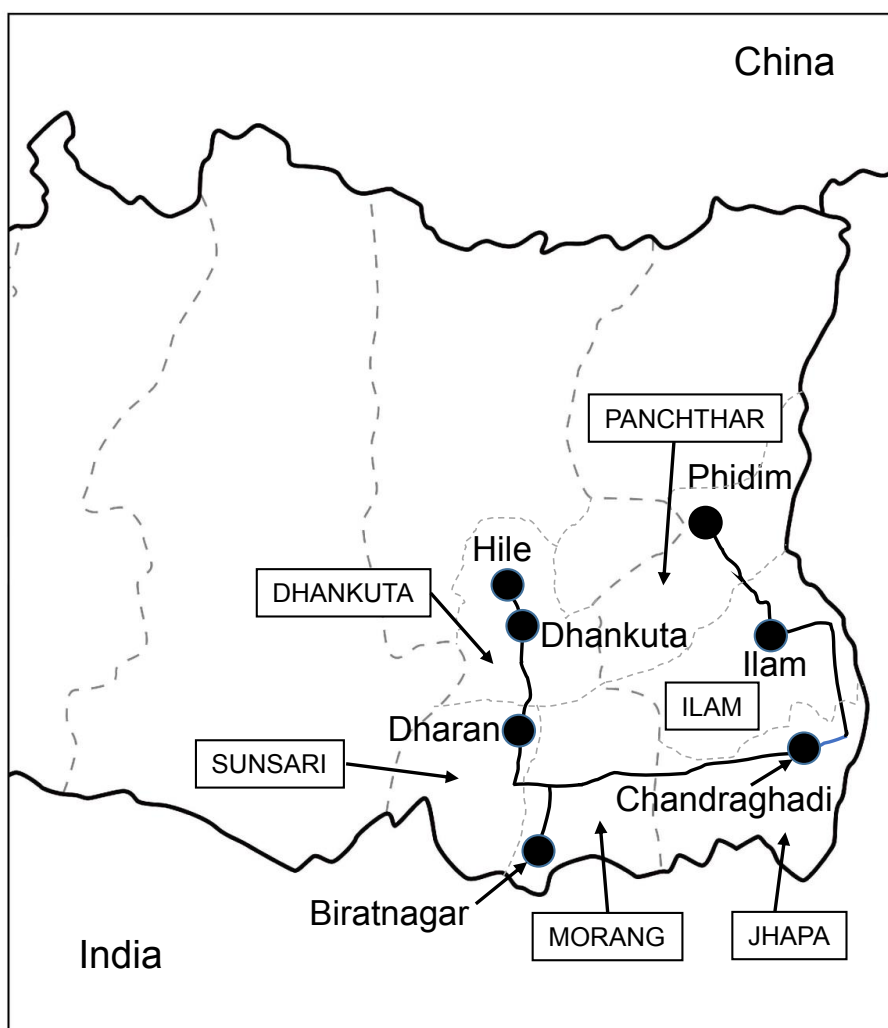 China
PANCHTHAR
Phidim
Hile
DHANKUTA
Dhankuta
Ilam
ILAM
Dharan
SUNSARI
Chandraghadi
Biratnagar
MORANG
JHAPA
India